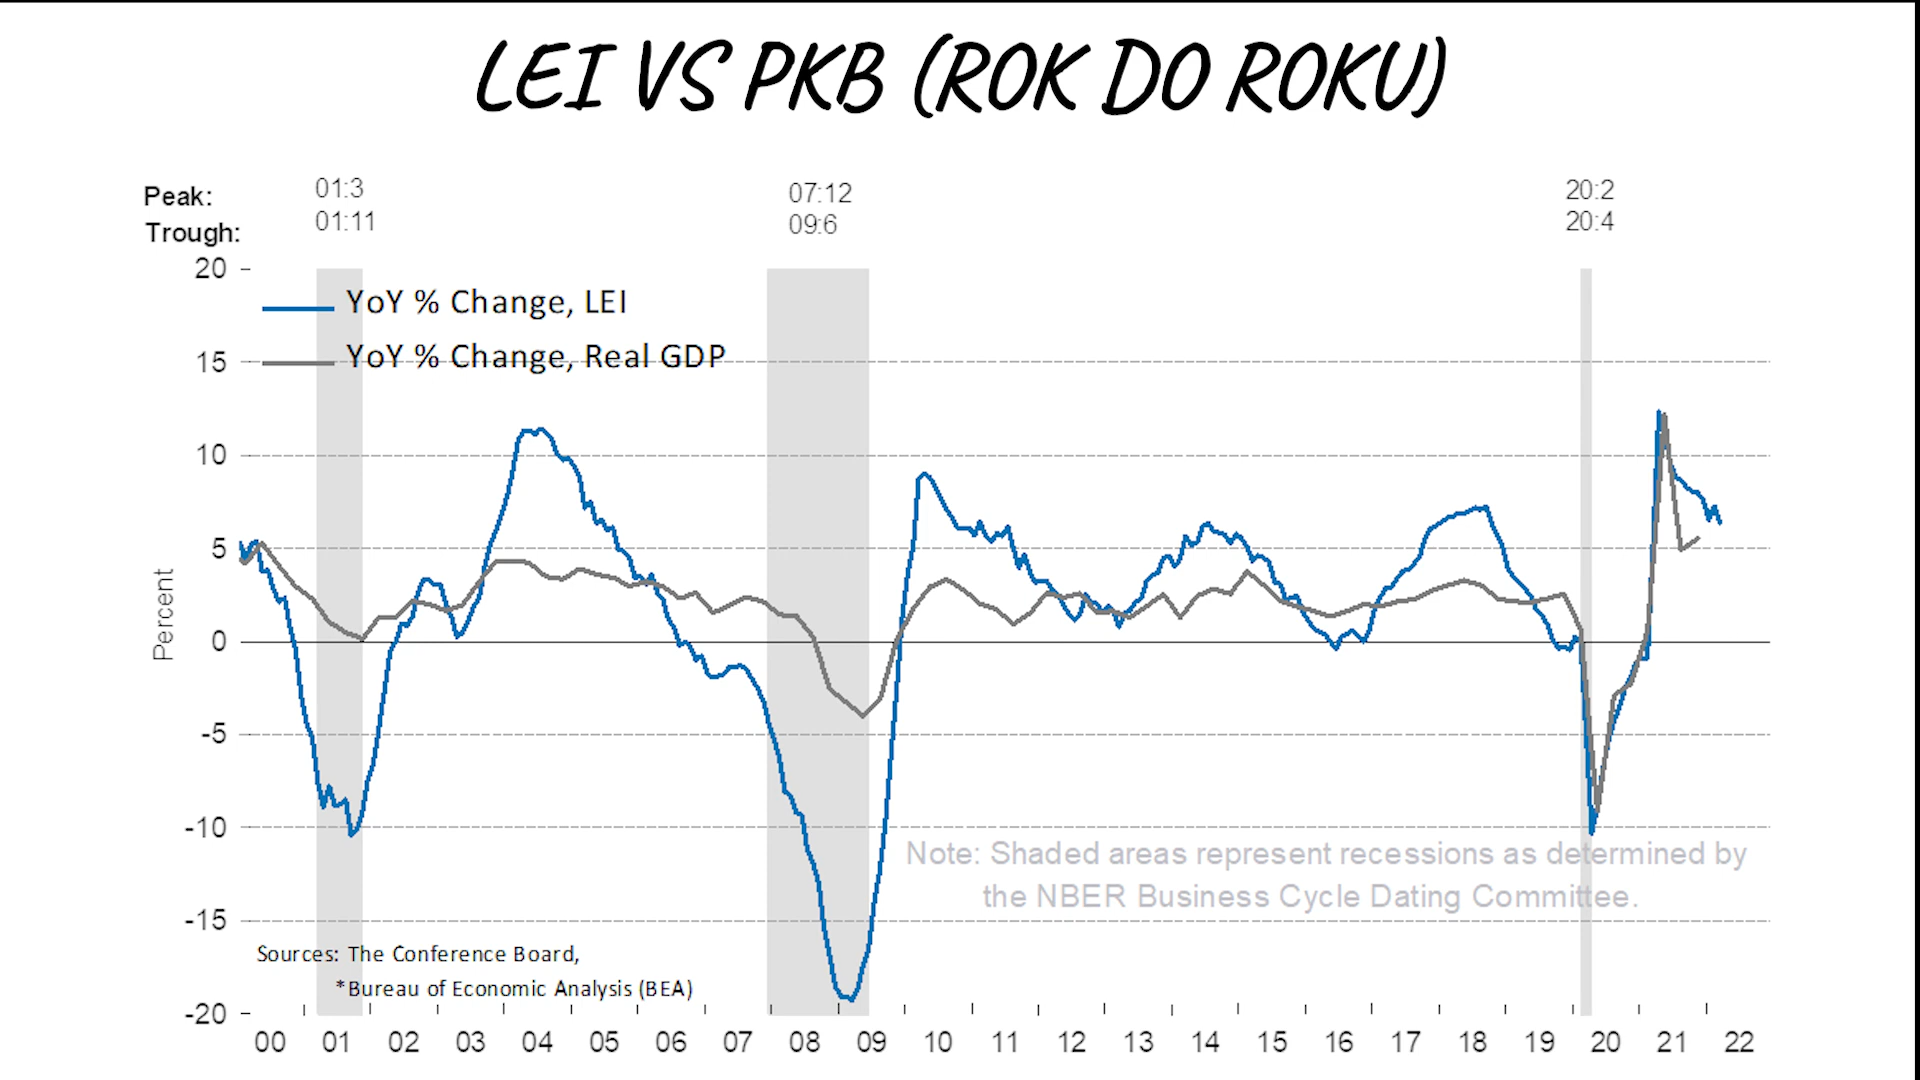 LEI VS PKB (ROK DO ROKU)
Peak: 01:3 07:12 20:2
Trough: 01:11 09:6 20:4
20
YoY % Change, LEI
YoY % Change, Real GDP
15
10
5
0
-5
-10
-15
-20
Percent
Note: Shaded areas represent recessions as determined by
the NBER Business Cycle Dating Committee.
Sources: The Conference Board,
*Bureau of Economic Analysis (BEA)
00 01 02 03 04 05 06 07 08 09 10 11 12 13 14 15 16 17 18 19 20 21 22